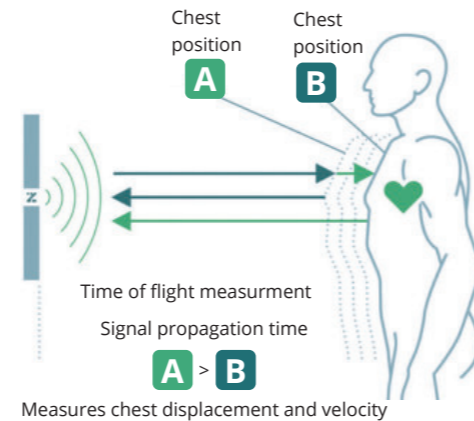 Chest
position
A
Chest
position
B
z
Time of flight measurment
Signal propagation time
A > B
Measures chest displacement and velocity